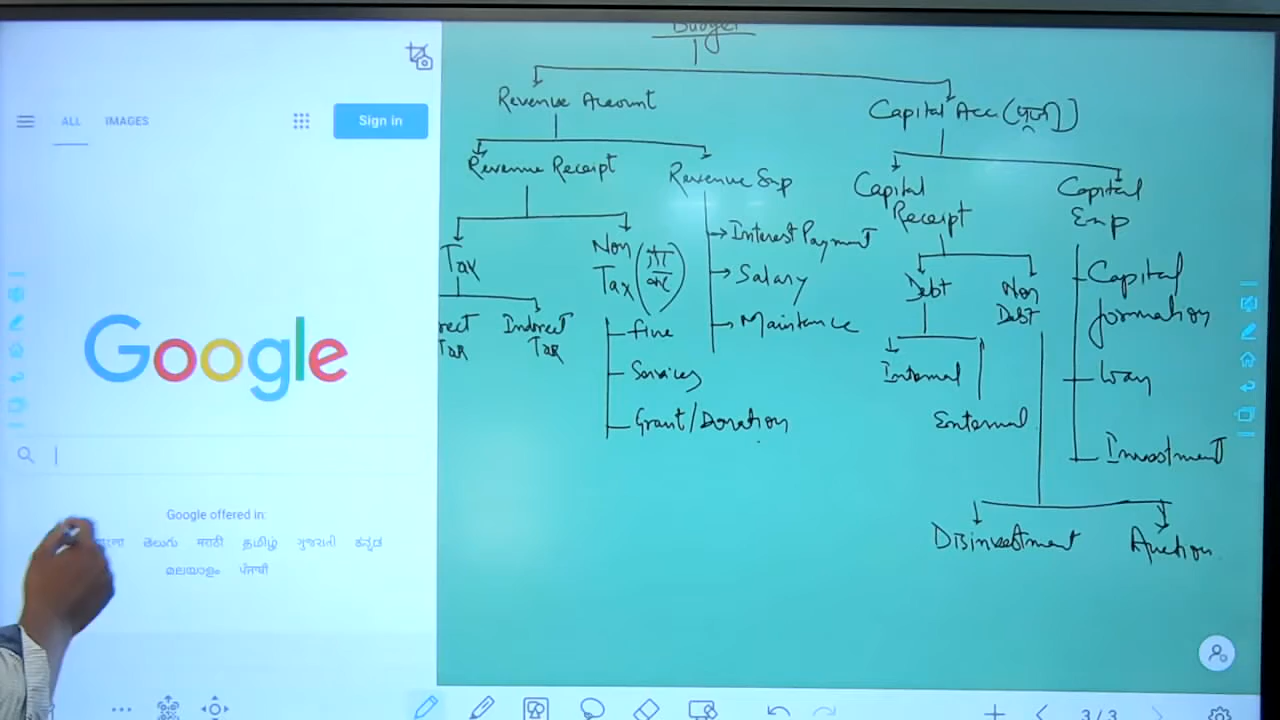 Budget
Revenue Account
Capital Acc (पूंजी)
Revenue Receipt
Revenue Exp
Capital
Receipt
Capital
Exp
Tax
Non
Tax
rect
Tax
Indirect
Tax
Fine
Services
Grant/Donation
Interest Payment
Salary
Maintence
Debt
Non
Debt
Internal
External
Disinvestment
Auction
Capital
formation
Investment
ALL IMAGES
Sign in
Google
Google offered in:
తెలుగు मराठी தமிழ் ગુજરાતી ಕನ್ನಡ
മലയാളം ਪੰਜਾਬੀ
3/3